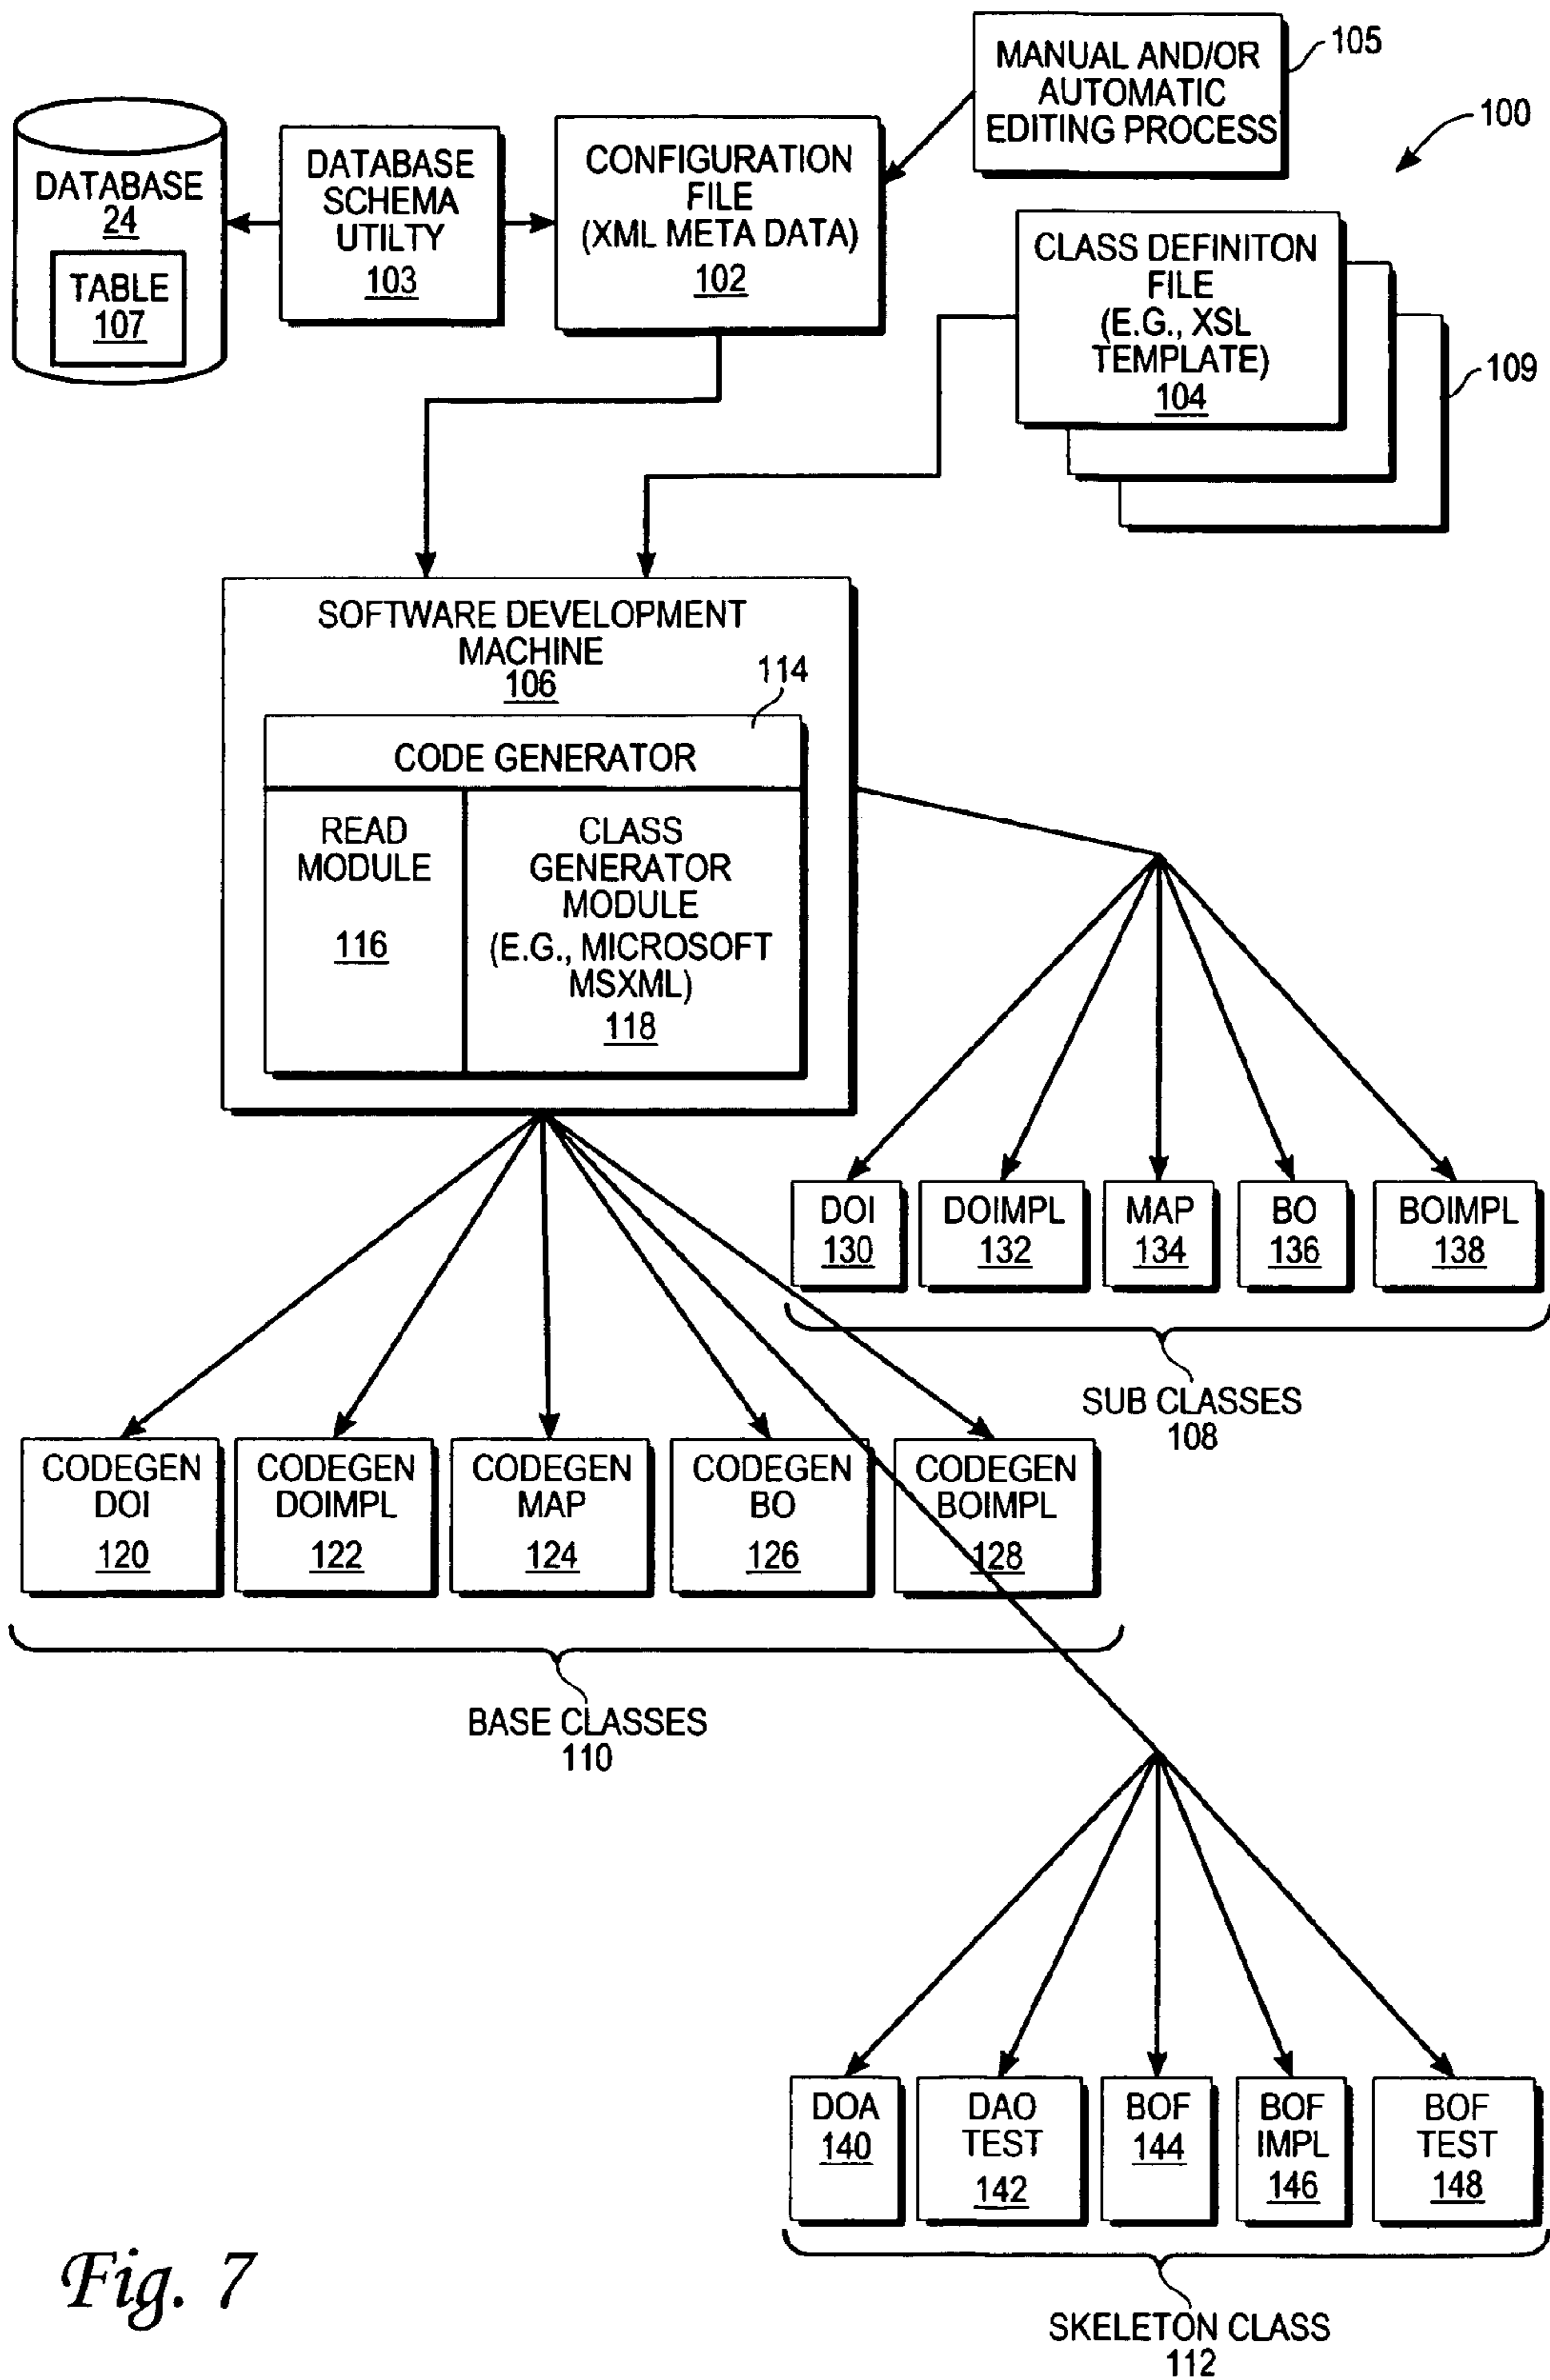 MANUAL AND/OR
AUTOMATIC
EDITING PROCESS
105
100
DATABASE
24
TABLE
107
DATABASE
SCHEMA
UTILTY
103
CONFIGURATION
FILE
(XML META DATA)
102
CLASS DEFINITON
FILE
(E.G., XSL
TEMPLATE)
104
109
SOFTWARE DEVELOPMENT
MACHINE
106
114
CODE GENERATOR
READ
MODULE
116
CLASS
GENERATOR
MODULE
(E.G., MICROSOFT
MSXML)
118
DOI
130
DOIMPL
132
MAP
134
BO
136
BOIMPL
138
SUB CLASSES
108
CODEGEN
DOI
120
CODEGEN
DOIMPL
122
CODEGEN
MAP
124
CODEGEN
BO
126
CODEGEN
BOIMPL
128
BASE CLASSES
110
DOA
140
DAO
TEST
142
BOF
144
BOF
IMPL
146
BOF
TEST
148
SKELETON CLASS
112
Fig. 7